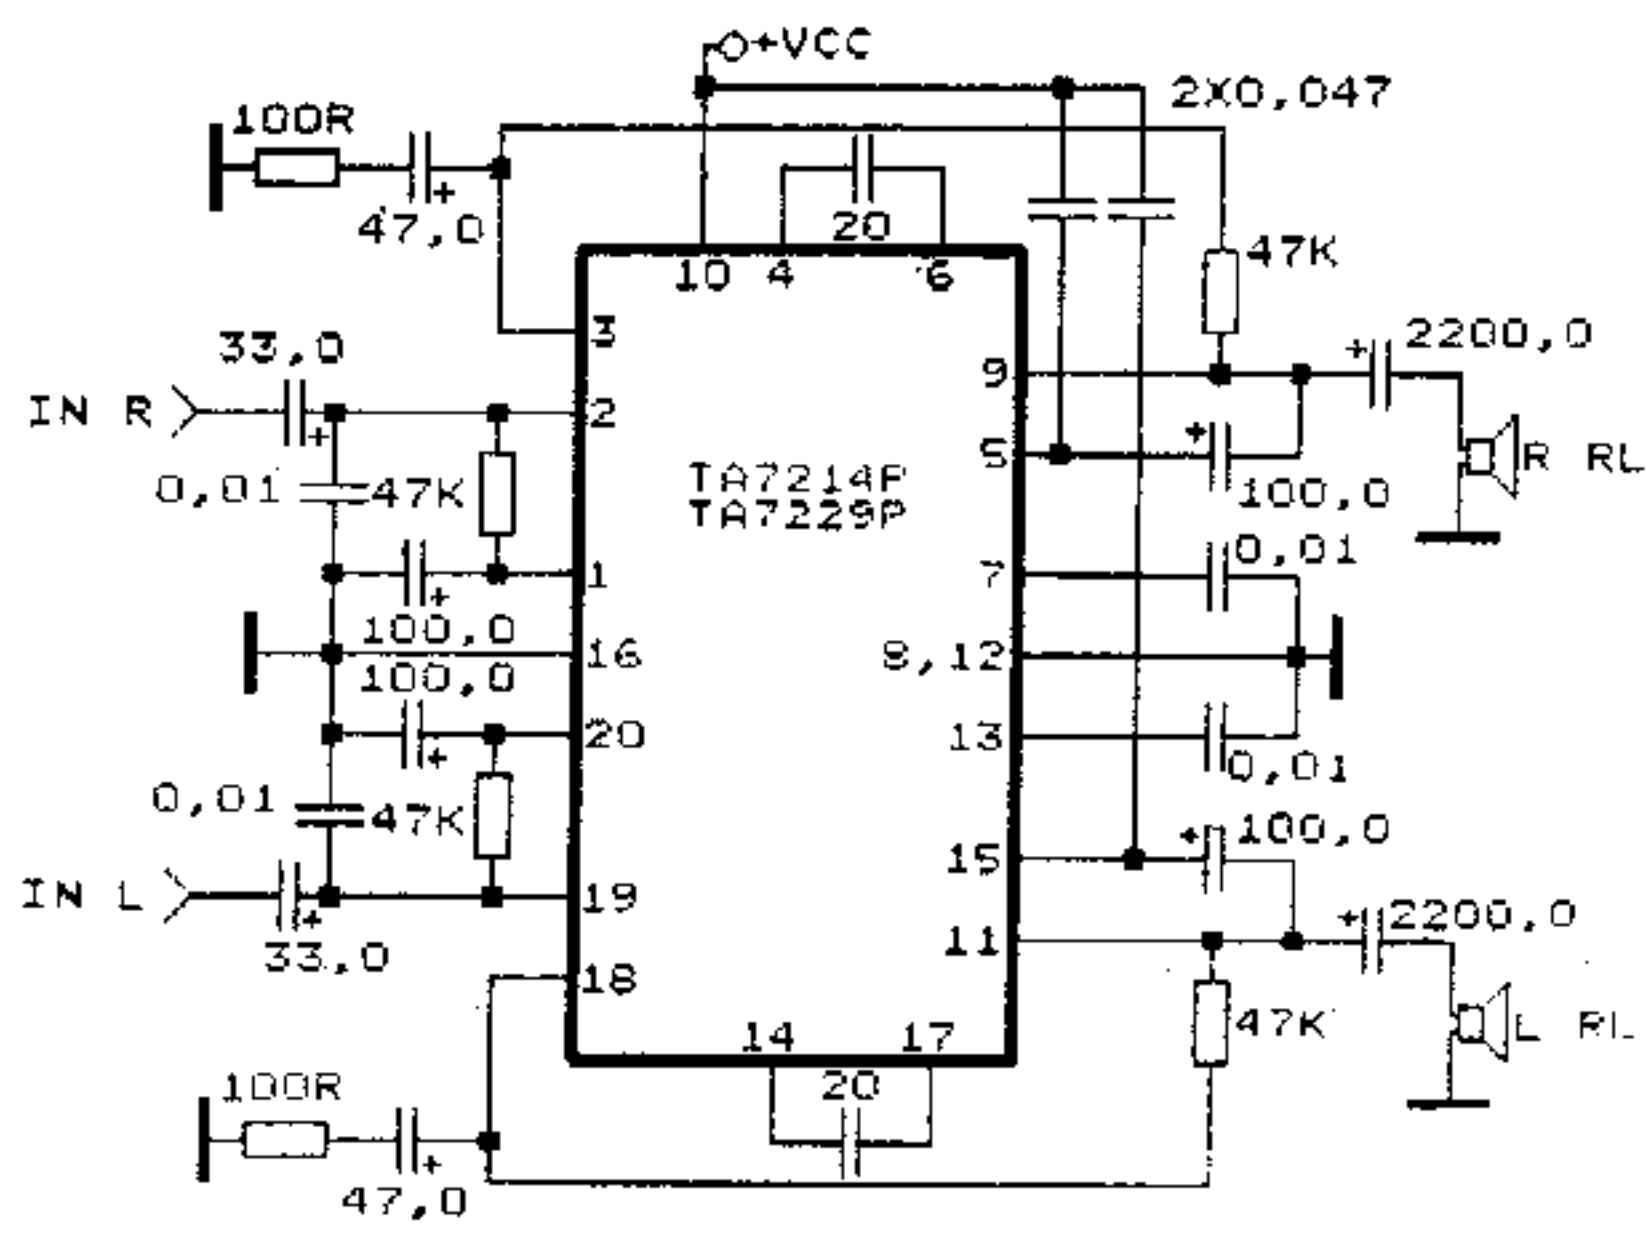 +VCC
2X0,047
100R
+
47,0
20
47K
10 4 6
3
33,0
9
+
2200,0
IN R
2
+
+
5
R RL
0,01
47K
TA7214P
TA7229P
100,0
0,01
1
7
+
100,0
16
8,12
100,0
20
13
+
0,01
0,01
47K
+
100,0
15
IN L
19
+
33,0
11
+
2200,0
18
47K
L RL
14 17
20
100R
+
47,0